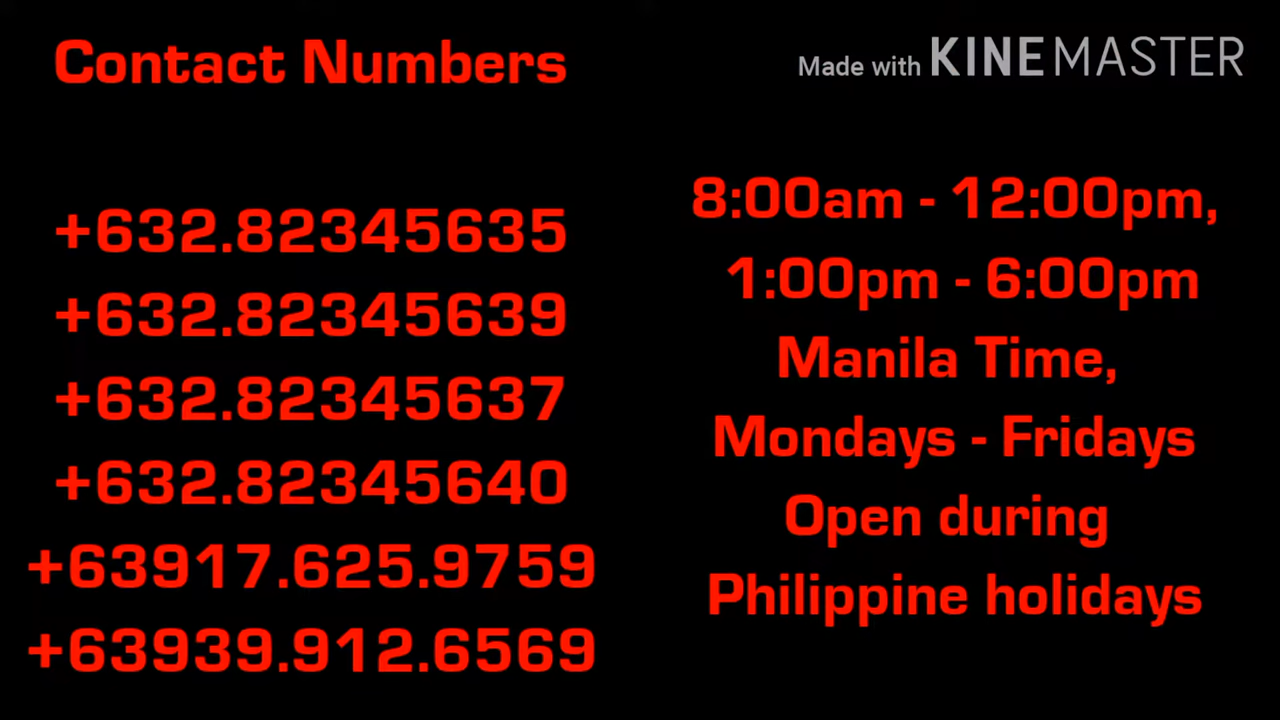 Contact Numbers
Made with KINEMASTER
+632.82345635
+632.82345639
+632.82345637
+632.82345640
+63917.625.9759
+63939.912.6569
8:00am - 12:00pm,
1:00pm - 6:00pm
Manila Time,
Mondays - Fridays
Open during
Philippine holidays